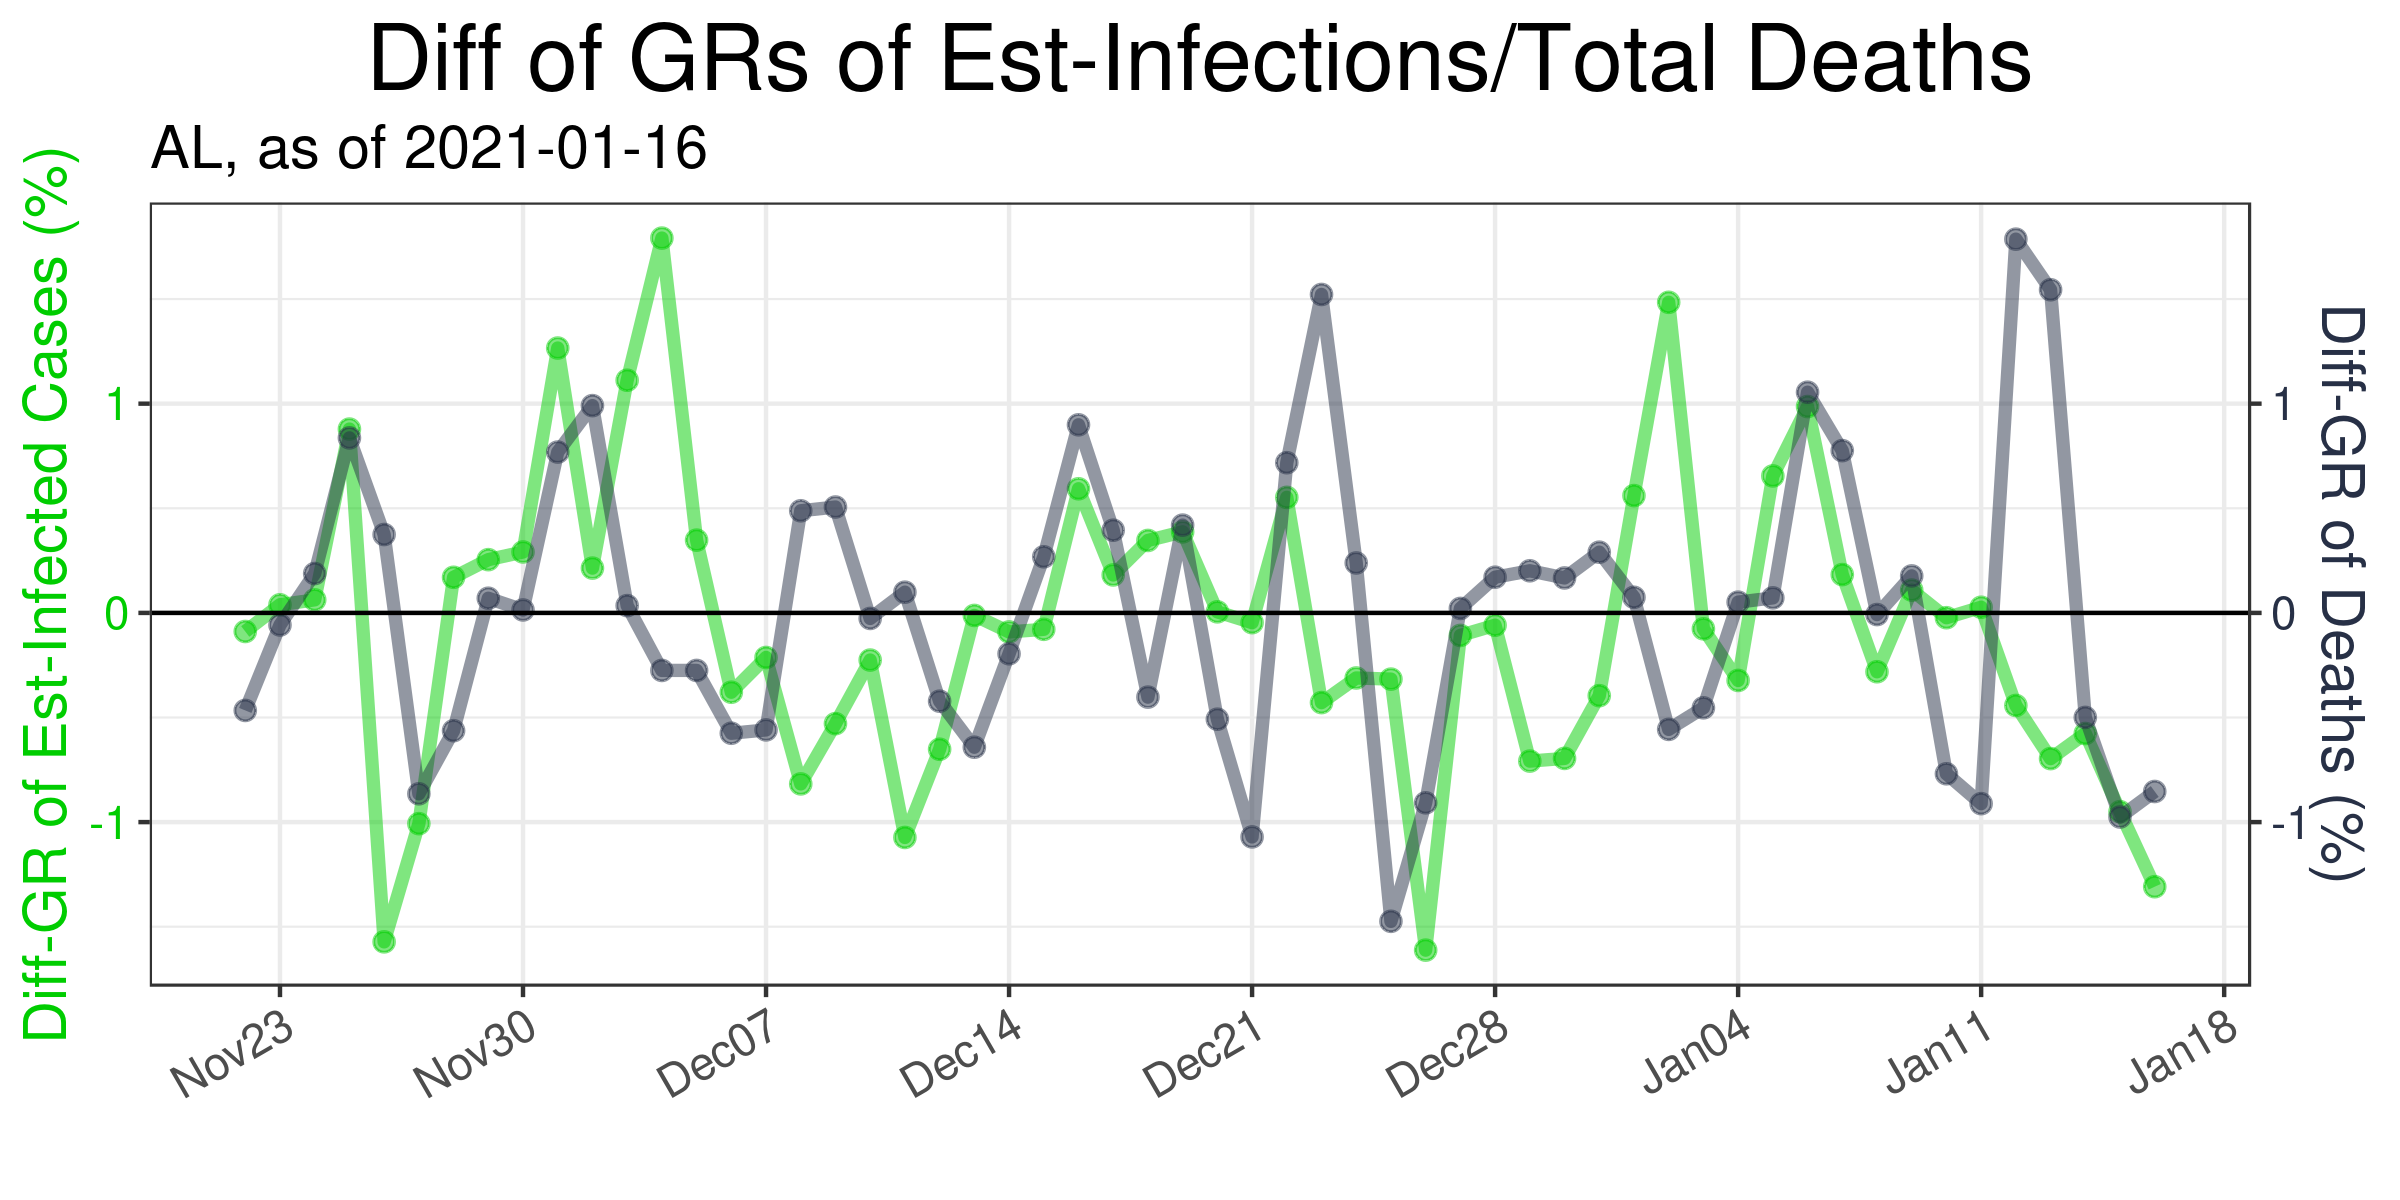 Diff of GRs of Est-Infections/Total Deaths
AL, as of 2021-01-16
Diff-GR of Est-Infected Cases (%)
1
0
-1
1
0
-1
Diff-GR of Deaths (%)
Nov23
Nov30
Dec07
Dec14
Dec21
Dec28
Jan04
Jan11
Jan18